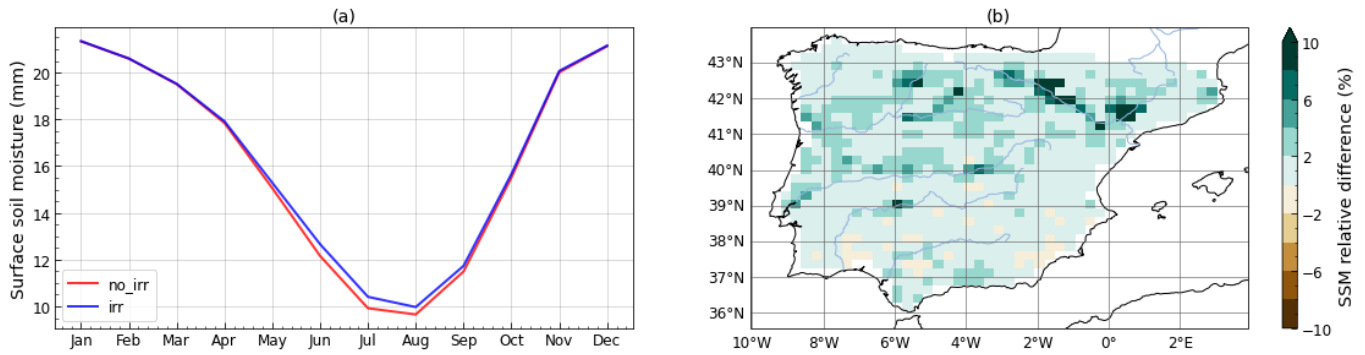 (a)
Surface soil moisture (mm)
20
18
16
14
12
10
no_irr
irr
Jan Feb Mar Apr May Jun Jul Aug Sep Oct Nov Dec
(b)
43°N
42°N
41°N
40°N
39°N
38°N
37°N
36°N
10°W 8°W 6°W 4°W 2°W 0° 2°E
10
6
2
−2
−6
−10
SSM relative difference (%)